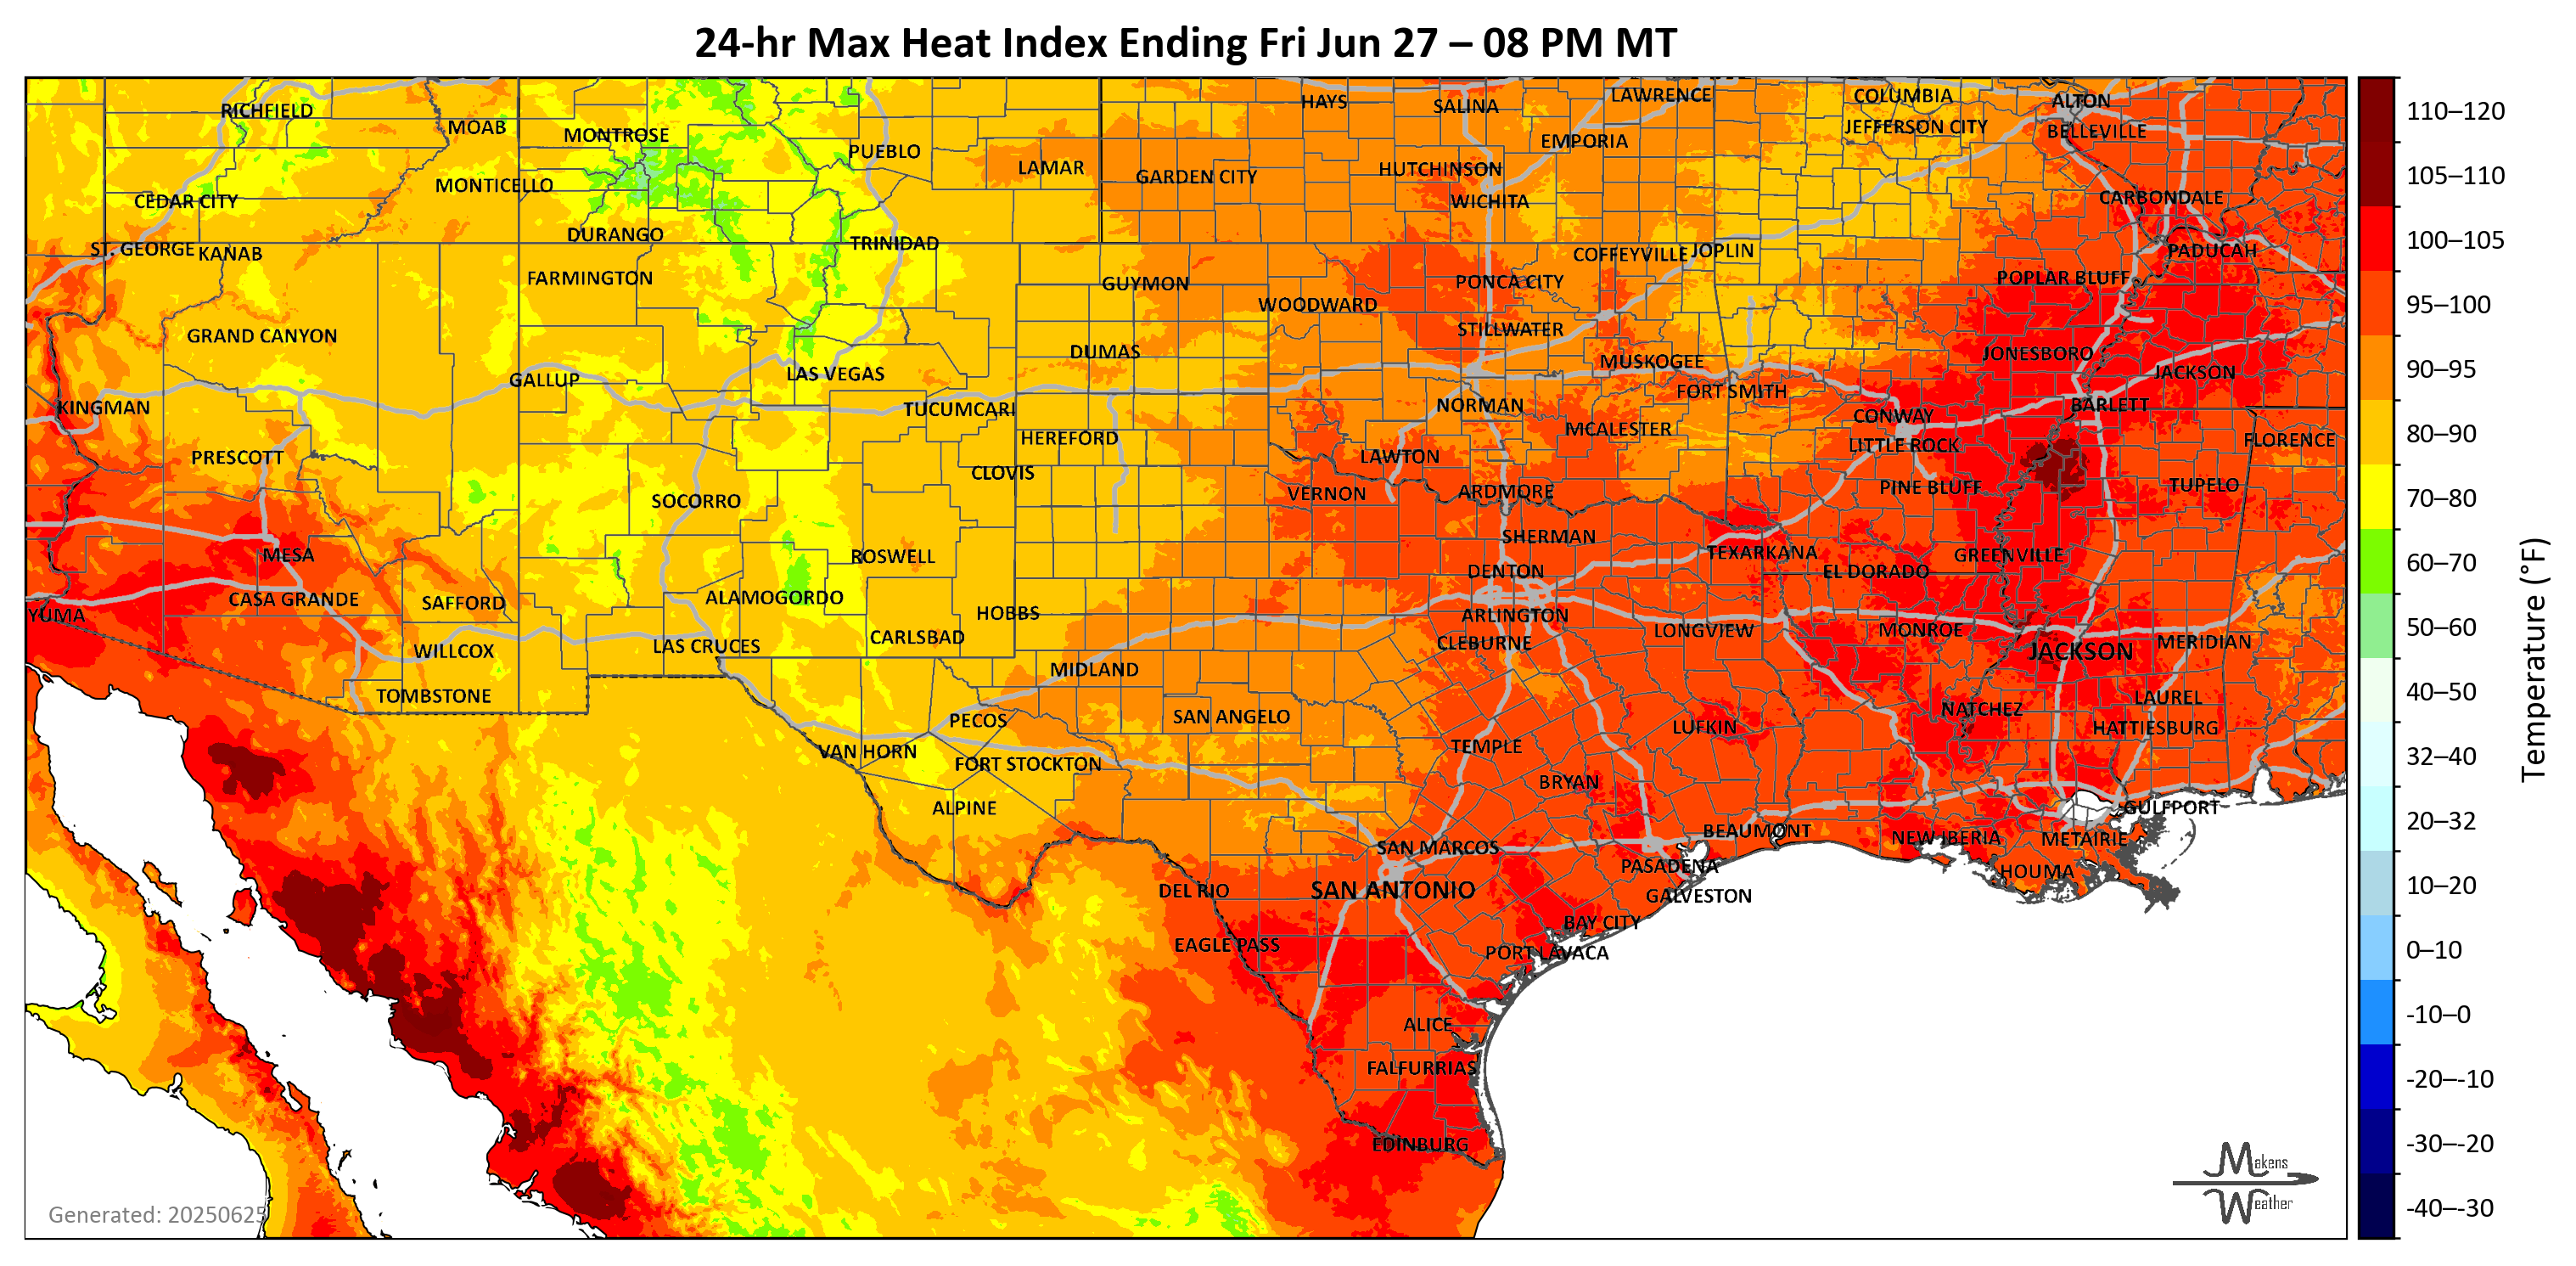 24-hr Max Heat Index Ending Fri Jun 27 – 08 PM MT
RICHFIELD
MOAB
MONTROSE
PUEBLO
LAMAR
HAYS
SALINA
LAWRENCE
COLUMBIA
ALTON
EMPORIA
JEFFERSON CITY
BELLEVILLE
MONTICELLO
GARDEN CITY
HUTCHINSON
CEDAR CITY
WICHITA
CARBONDALE
DURANGO
TRINIDAD
ST. GEORGE
KANAB
COFFEYVILLE
JOPLIN
PADUCAH
FARMINGTON
GUYMON
PONCA CITY
POPLAR BLUFF
WOODWARD
GRAND CANYON
STILLWATER
DUMAS
MUSKOGEE
JONESBORO
GALLUP
LAS VEGAS
FORT SMITH
JACKSON
KINGMAN
TUCUMCARI
NORMAN
CONWAY
BARLETT
HEREFORD
MCALESTER
LITTLE ROCK
FLORENCE
PRESCOTT
CLOVIS
LAWTON
SOCORRO
VERNON
ARDMORE
PINE BLUFF
TUPELO
MESA
ROSWELL
SHERMAN
TEXARKANA
GREENVILLE
DENTON
EL DORADO
CASA GRANDE
SAFFORD
ALAMOGORDO
HOBBS
ARLINGTON
YUMA
CARLSBAD
CLEBURNE
LONGVIEW
MONROE
MERIDIAN
WILLCOX
LAS CRUCES
MIDLAND
JACKSON
TOMBSTONE
PECOS
SAN ANGELO
LUFKIN
NATCHEZ
LAUREL
HATTIESBURG
VAN HORN
FORT STOCKTON
TEMPLE
BRYAN
ALPINE
GULFPORT
SAN MARCOS
BEAUMONT
NEW IBERIA
METAIRIE
DEL RIO
SAN ANTONIO
PASADENA
HOUMA
GALVESTON
BAY CITY
EAGLE PASS
PORT LAVACA
ALICE
FALFURRIAS
EDINBURG
Generated: 20250625
Makens
Weather
110–120
105–110
100–105
95–100
90–95
80–90
70–80
60–70
50–60
40–50
32–40
20–32
10–20
0–10
-10–0
-20–-10
-30–-20
-40–-30
Temperature (°F)